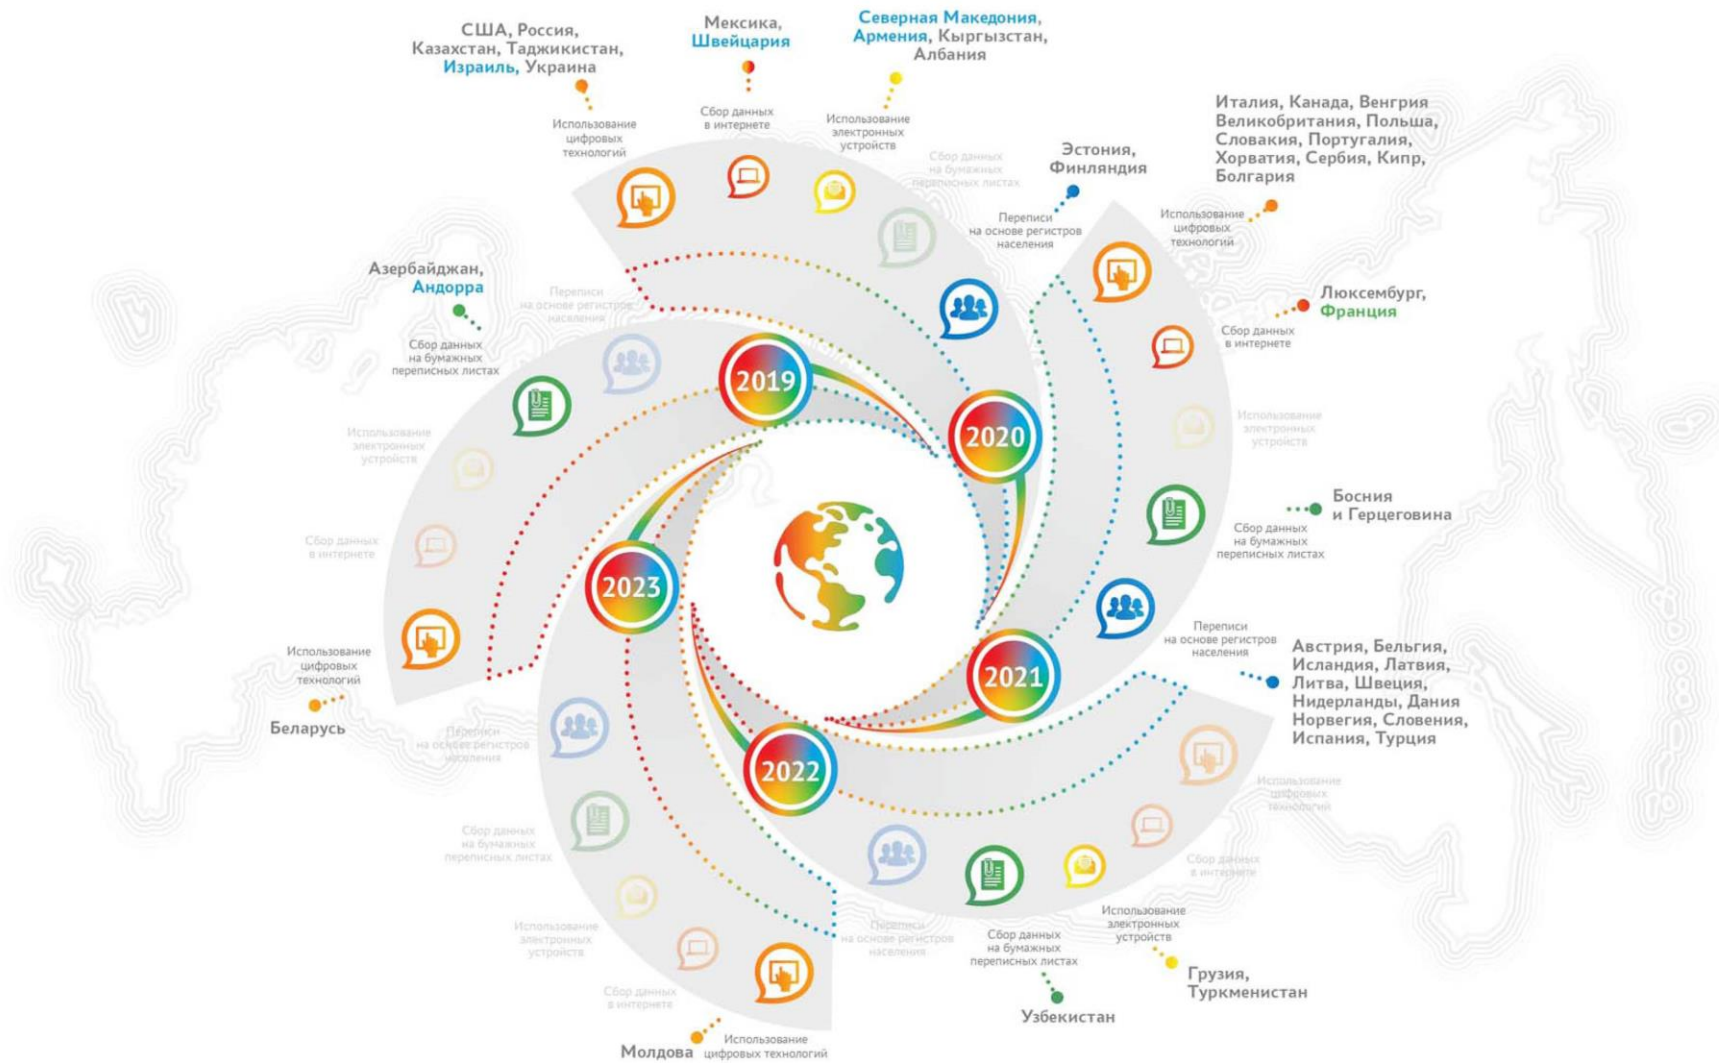 США, Россия,
Казахстан, Таджикистан,
Израиль, Украина
Использование
цифровых
технологий
Мексика,
Швейцария
Сбор данных
в интернете
Северная Македония,
Армения, Кыргызстан,
Албания
Использование
электронных
устройств
Сбор данных
на бумажных
переписных листах
Эстония,
Финляндия
Переписи
на основе регистров
населения
Италия, Канада, Венгрия
Великобритания, Польша,
Словакия, Португалия,
Хорватия, Сербия, Кипр,
Болгария
Использование
цифровых
технологий
Люксембург,
Франция
Сбор данных
в интернете
Использование
электронных
устройств
Босния
и Герцеговина
Сбор данных
на бумажных
переписных листах
Переписи
на основе регистров
населения
Австрия, Бельгия,
Исландия, Латвия,
Литва, Швеция,
Нидерланды, Дания
Норвегия, Словения,
Испания, Турция
Использование
цифровых
технологий
Сбор данных
в интернете
Использование
электронных
устройств
Грузия,
Туркменистан
Сбор данных
на бумажных
переписных листах
Узбекистан
Переписи
на основе регистров
населения
Использование
цифровых технологий
Молдова
Сбор данных
в интернете
Использование
электронных
устройств
Сбор данных
на бумажных
переписных листах
Переписи
на основе регистров
населения
Использование
цифровых
технологий
Беларусь
Сбор данных
в интернете
Использование
электронных
устройств
Азербайджан,
Андорра
Сбор данных
на бумажных
переписных листах
Переписи
на основе регистров
населения
2019
2020
2021
2022
2023